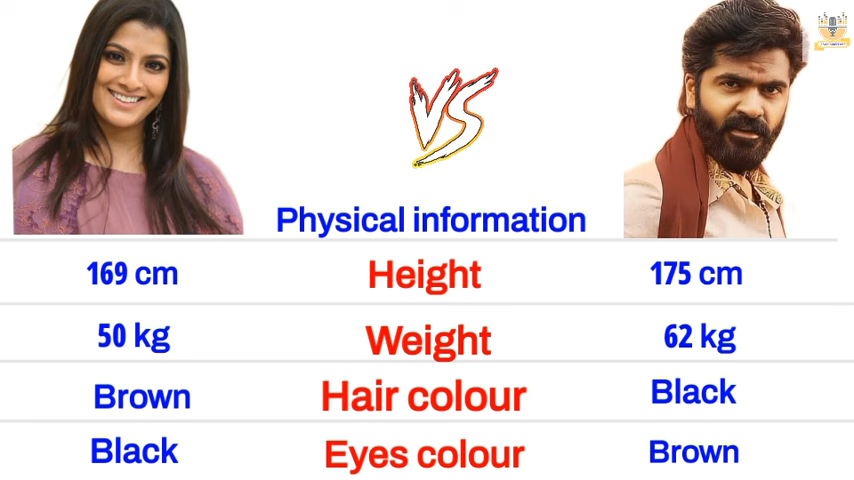 VS
Physical information
169 cm Height 175 cm
50 kg Weight 62 kg
Brown Hair colour Black
Black Eyes colour Brown